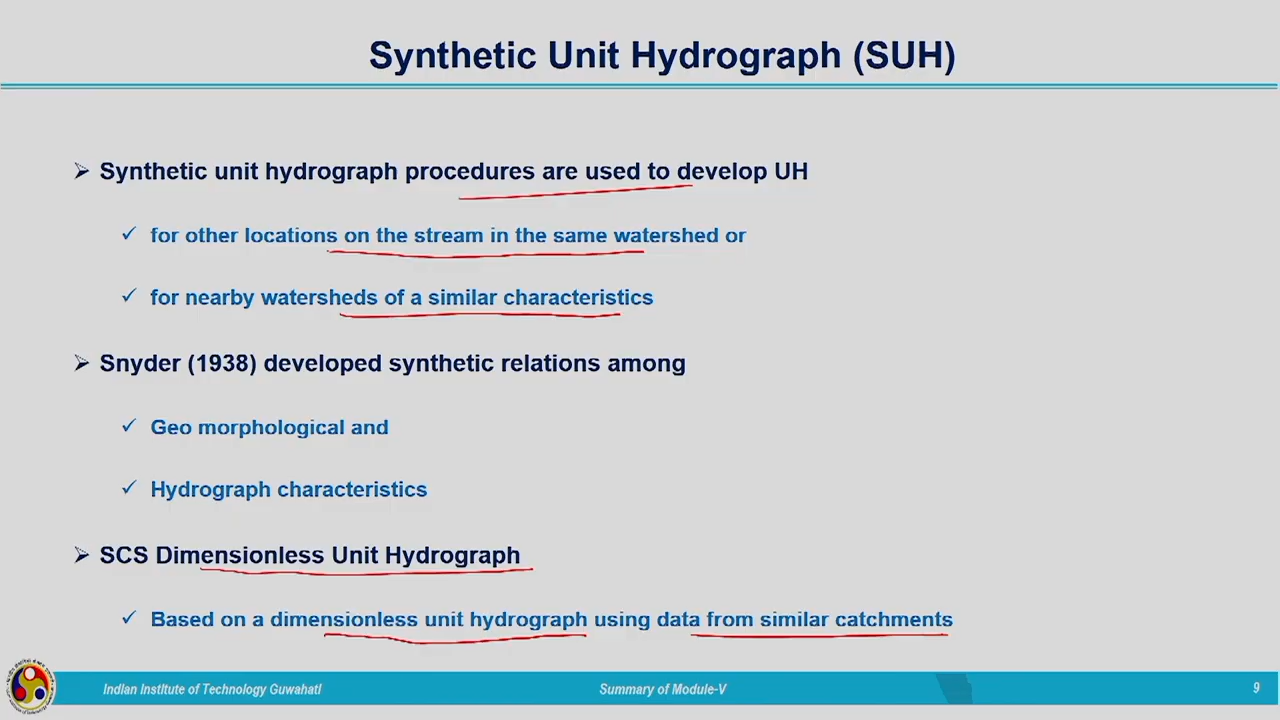 Synthetic Unit Hydrograph (SUH)
Synthetic unit hydrograph procedures are used to develop UH
for other locations on the stream in the same watershed or
for nearby watersheds of a similar characteristics
Snyder (1938) developed synthetic relations among
Geo morphological and
Hydrograph characteristics
SCS Dimensionless Unit Hydrograph
Based on a dimensionless unit hydrograph using data from similar catchments
Indian Institute of Technology Guwahati
Summary of Module-V
9